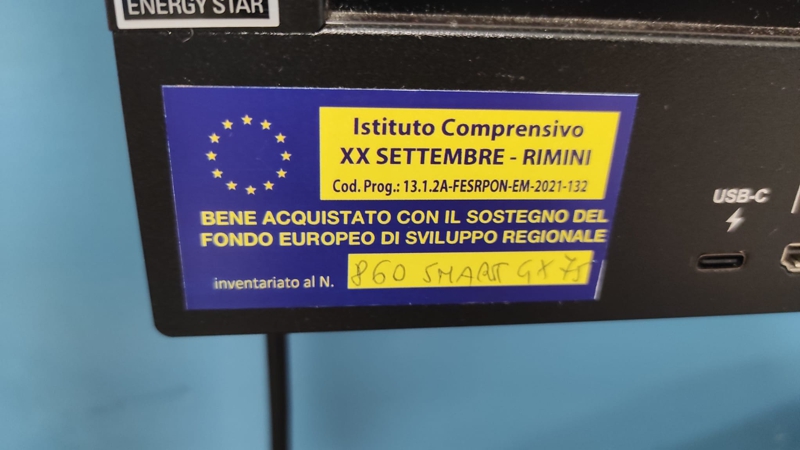 ENERGY STAR
Istituto Comprensivo
XX SETTEMBRE - RIMINI
Cod. Prog.: 13.1.2A-FESRPON-EM-2021-132
BENE ACQUISTATO CON IL SOSTEGNO DEL
FONDO EUROPEO DI SVILUPPO REGIONALE
inventariato al N. 860 SMART GX75
USB-C